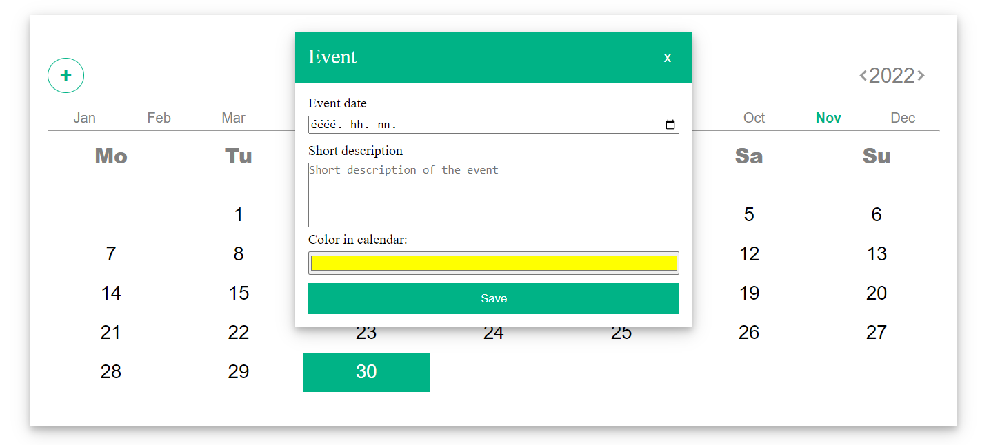 Event x
+ <2022>
Event date
Jan Feb Mar Oct Nov Dec
éééé. hh. nn.
Short description
Mo Tu Sa Su
Short description of the event
1 5 6
Color in calendar:
7 8 12 13
14 15 19 20
Save
21 22 23 24 25 26 27
28 29 30